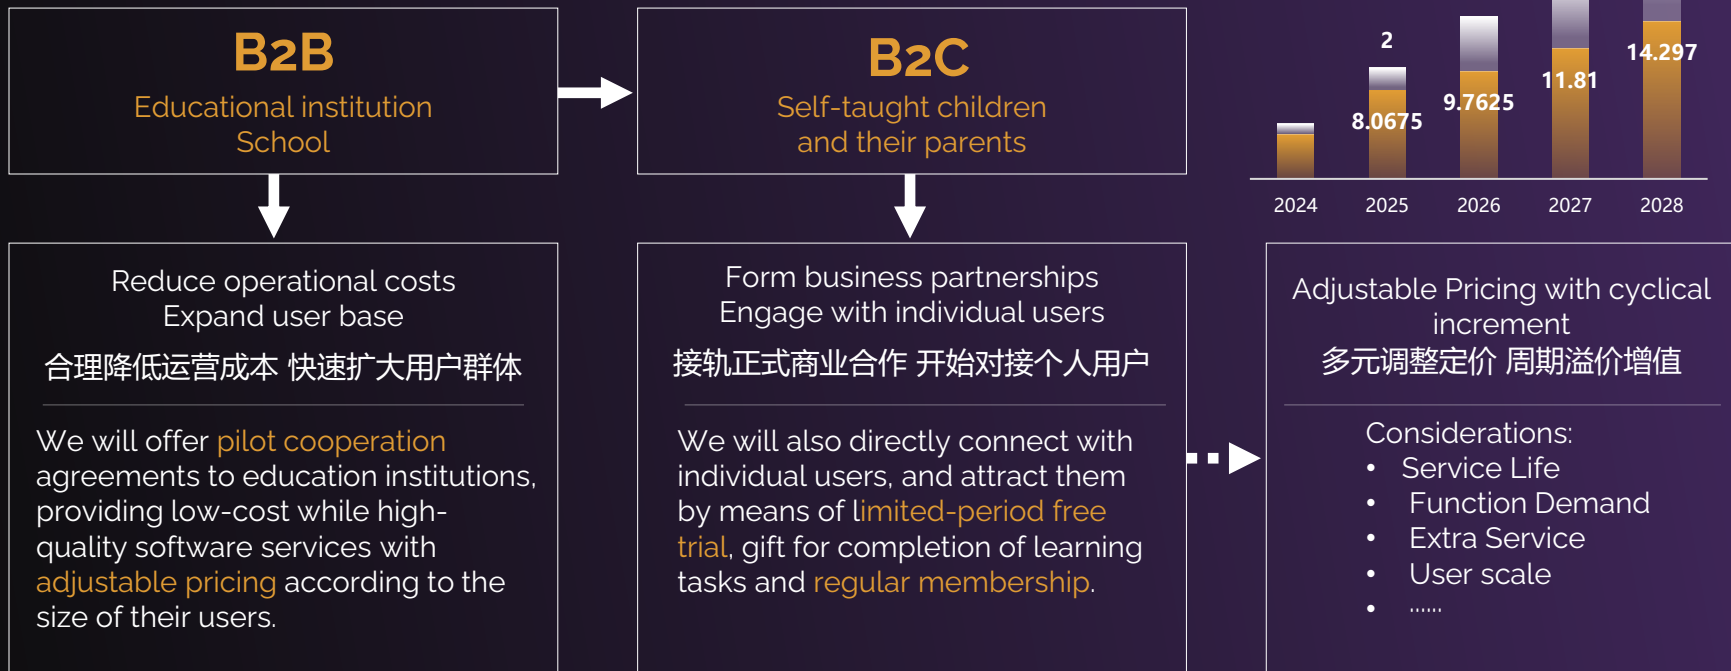 B2B
Educational institution
School
B2C
Self-taught children
and their parents
2
8.0675
9.7625
11.81
14.297
2024
2025
2026
2027
2028
Reduce operational costs
Expand user base
合理降低运营成本 快速扩大用户群体
We will offer pilot cooperation
agreements to education institutions,
providing low-cost while high-
quality software services with
adjustable pricing according to the
size of their users.
Form business partnerships
Engage with individual users
接轨正式商业合作 开始对接个人用户
We will also directly connect with
individual users, and attract them
by means of limited-period free
trial, gift for completion of learning
tasks and regular membership.
Adjustable Pricing with cyclical
increment
多元调整定价 周期溢价增值
Considerations:
• Service Life
• Function Demand
• Extra Service
• User scale
• ......